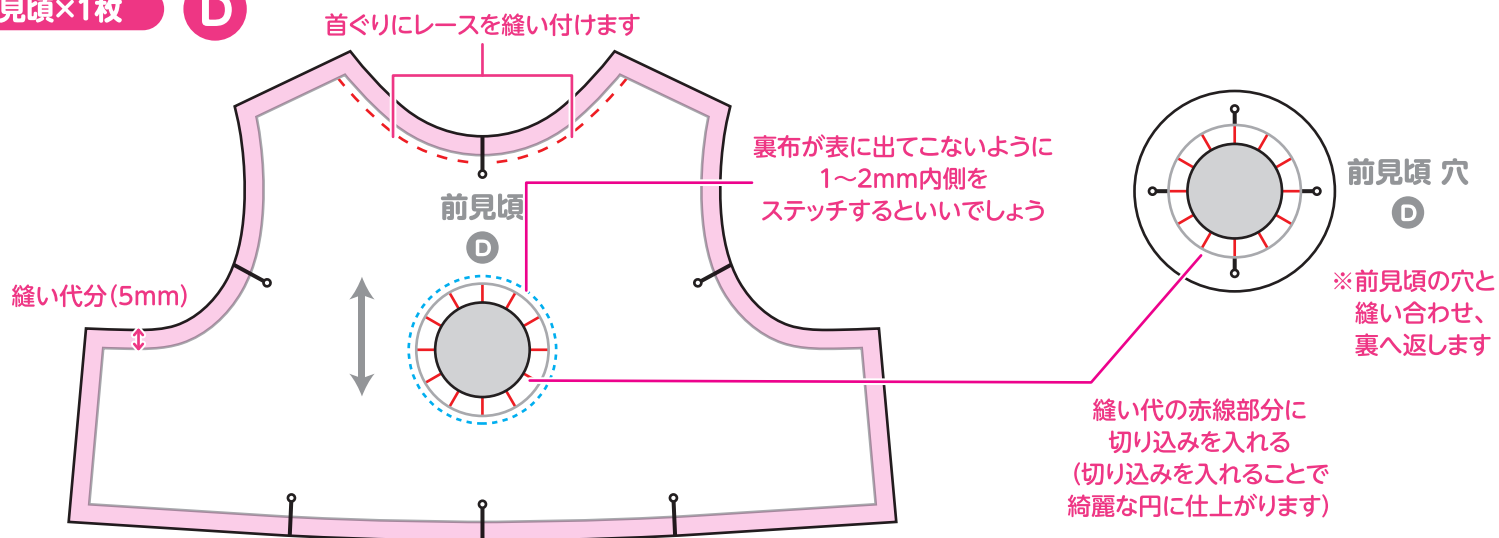 見頃×1枚
D
首ぐりにレースを縫い付けます
裏布が表に出てこないように
1～2mm内側を
ステッチするといいでしょう
前見頃
D
縫い代分(5mm)
前見頃 穴
D
※前見頃の穴と
縫い合わせ、
裏へ返します
縫い代の赤線部分に
切り込みを入れる
(切り込みを入れることで
綺麗な円に仕上がります)